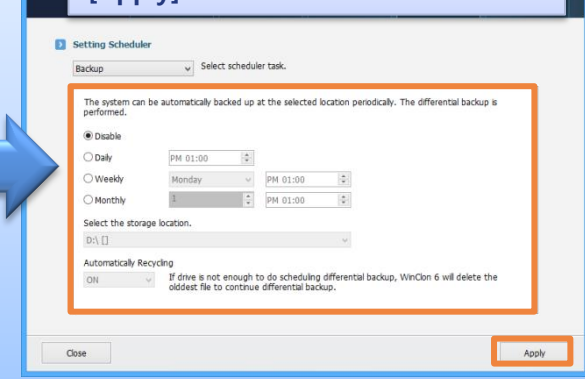 [Apply]
Setting Scheduler
Backup Select scheduler task.
The system can be automatically backed up at the selected location periodically. The differential backup is
performed.
Disable
Daily PM 01:00
Weekly Monday PM 01:00
Monthly 1 PM 01:00
Select the storage location.
D:\ []
Automatically Recycling
ON If drive is not enough to do scheduling differential backup, WinClon 6 will delete the
olddest file to continue differential backup.
Close Apply